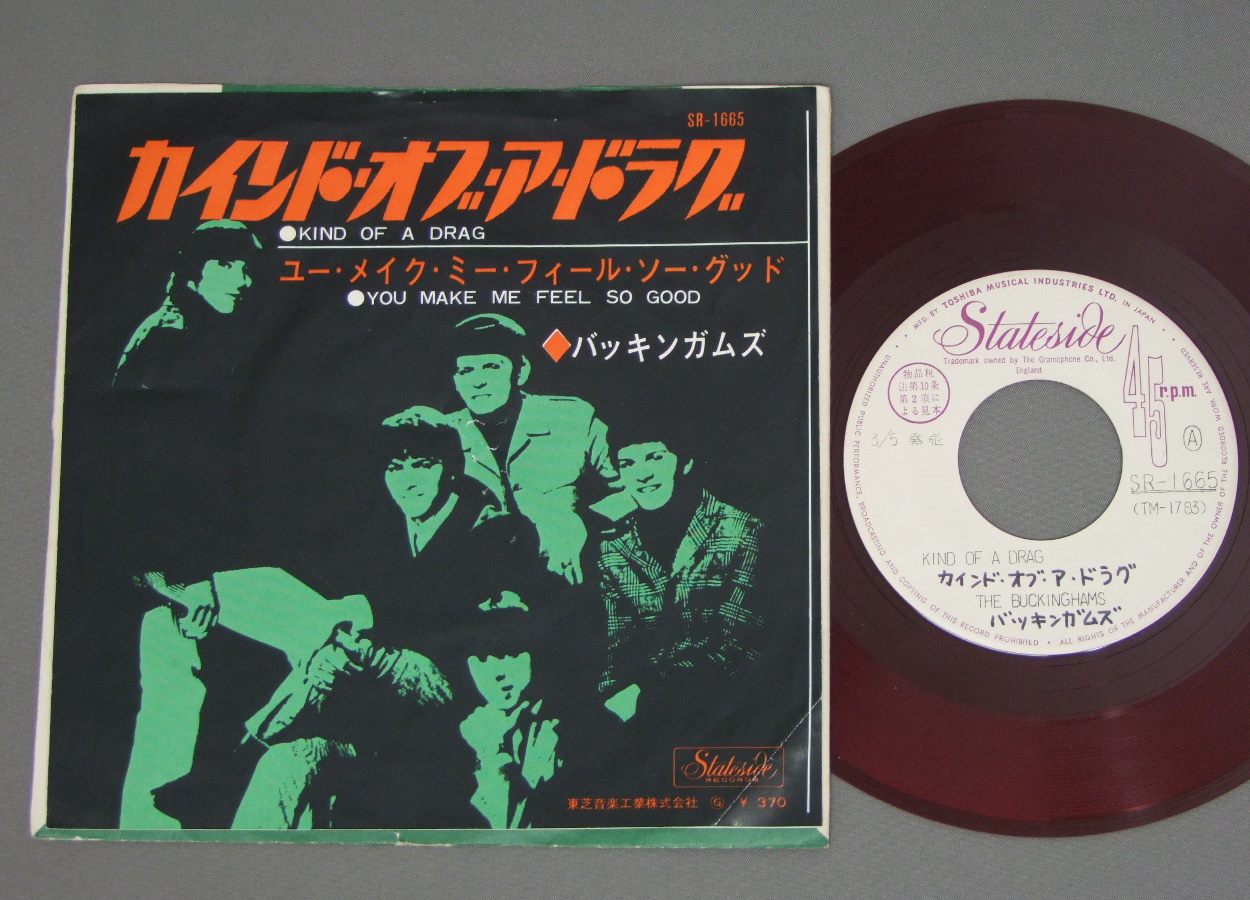 SR-1665
カインド・オブ・ア・ドラグ
●KIND OF A DRAG
ユー・メイク・ミー・フィール・ソー・グッド
●YOU MAKE ME FEEL SO GOOD
◆バッキンガムズ
Stateside
RECORDS
東芝音楽工業株式会社 Ⓖ ¥ 370
MFD. BY TOSHIBA MUSICAL INDUSTRIES LTD. IN JAPAN
Stateside
Trademark owned by The Gramophone Co., Ltd.
England
物品税
法第10条
第2項に
よる見本
45 r.p.m.
3/5 発売
Ⓐ
SR-1665
(TM-1783)
KIND OF A DRAG
カインド・オブ・ア・ドラグ
THE BUCKINGHAMS
バッキンガムズ
UNAUTHORIZED PUBLIC PERFORMANCE, BROADCASTING AND COPYING OF THIS RECORD PROHIBITED • ALL RIGHTS OF THE MANUFACTURER AND OF THE OWNER OF THE RECORDED WORK ARE RESERVED